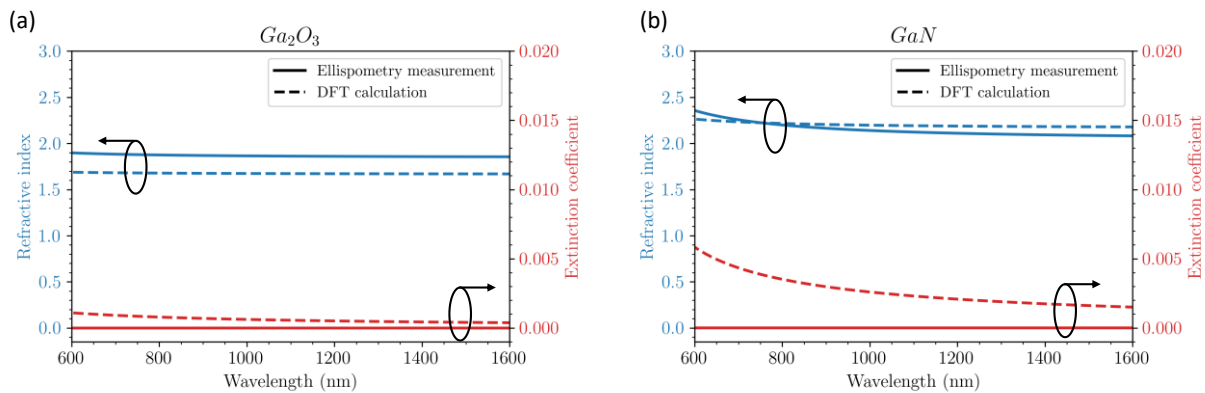 (a)
Ga₂O₃
3.0
2.5
2.0
1.5
1.0
0.5
0.0
Refractive index
0.020
0.015
0.010
0.005
0.000
Extinction coefficient
Ellispometry measurement
DFT calculation
600
800
1000
1200
1400
1600
Wavelength (nm)
(b)
GaN
3.0
2.5
2.0
1.5
1.0
0.5
0.0
Refractive index
0.020
0.015
0.010
0.005
0.000
Extinction coefficient
Ellispometry measurement
DFT calculation
600
800
1000
1200
1400
1600
Wavelength (nm)